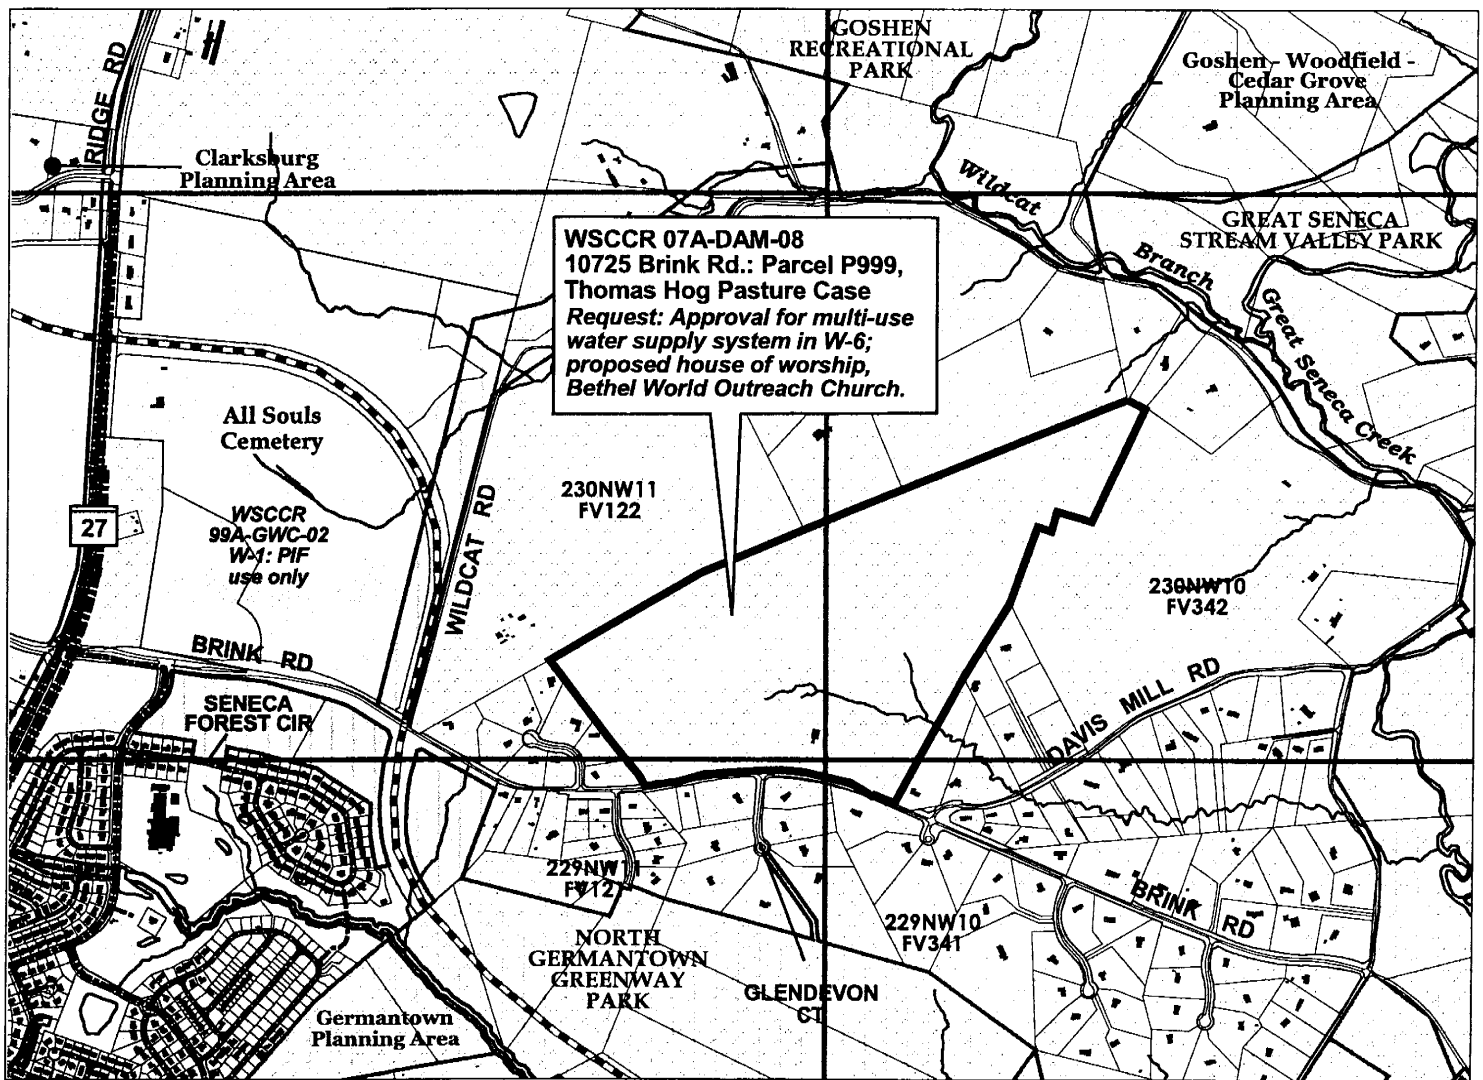 GOSHEN
RECREATIONAL
PARK
Goshen - Woodfield -
Cedar Grove
Planning Area
RIDGE RD
Clarksburg
Planning Area
Wildcat
Branch
GREAT SENECA
STREAM VALLEY PARK
Great Seneca Creek
WSCCR 07A-DAM-08
10725 Brink Rd.: Parcel P999,
Thomas Hog Pasture Case
Request: Approval for multi-use
water supply system in W-6;
proposed house of worship,
Bethel World Outreach Church.
All Souls
Cemetery
27
WSCCR
99A-GWC-02
W-1: PIF
use only
230NW11
FV122
WILDCAT RD
230NW10
FV342
BRINK RD
SENECA
FOREST CIR
DAVIS MILL RD
229NW11
FV121
BRINK RD
229NW10
FV341
NORTH
GERMANTOWN
GREENWAY
PARK
GLENDEVON
CT
Germantown
Planning Area